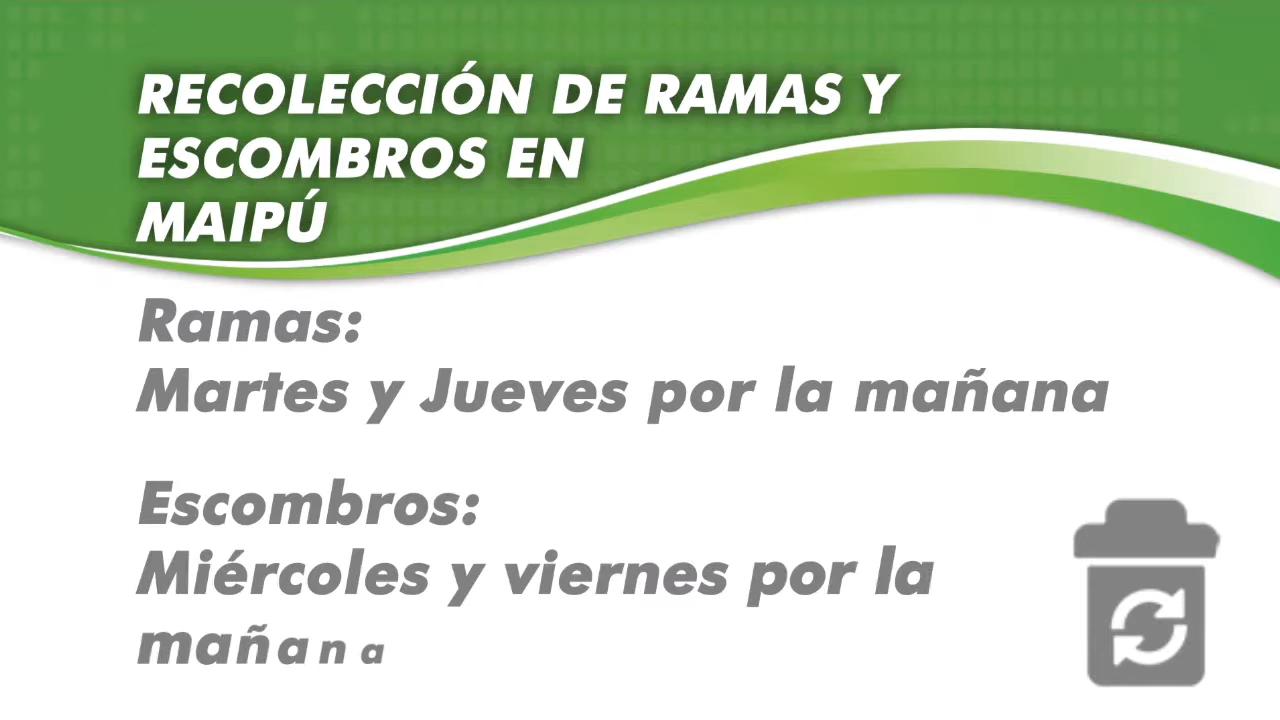 RECOLECCIÓN DE RAMAS Y
ESCOMBROS EN
MAIPÚ
Ramas:
Martes y Jueves por la mañana
Escombros:
Miércoles y viernes por la
mañana